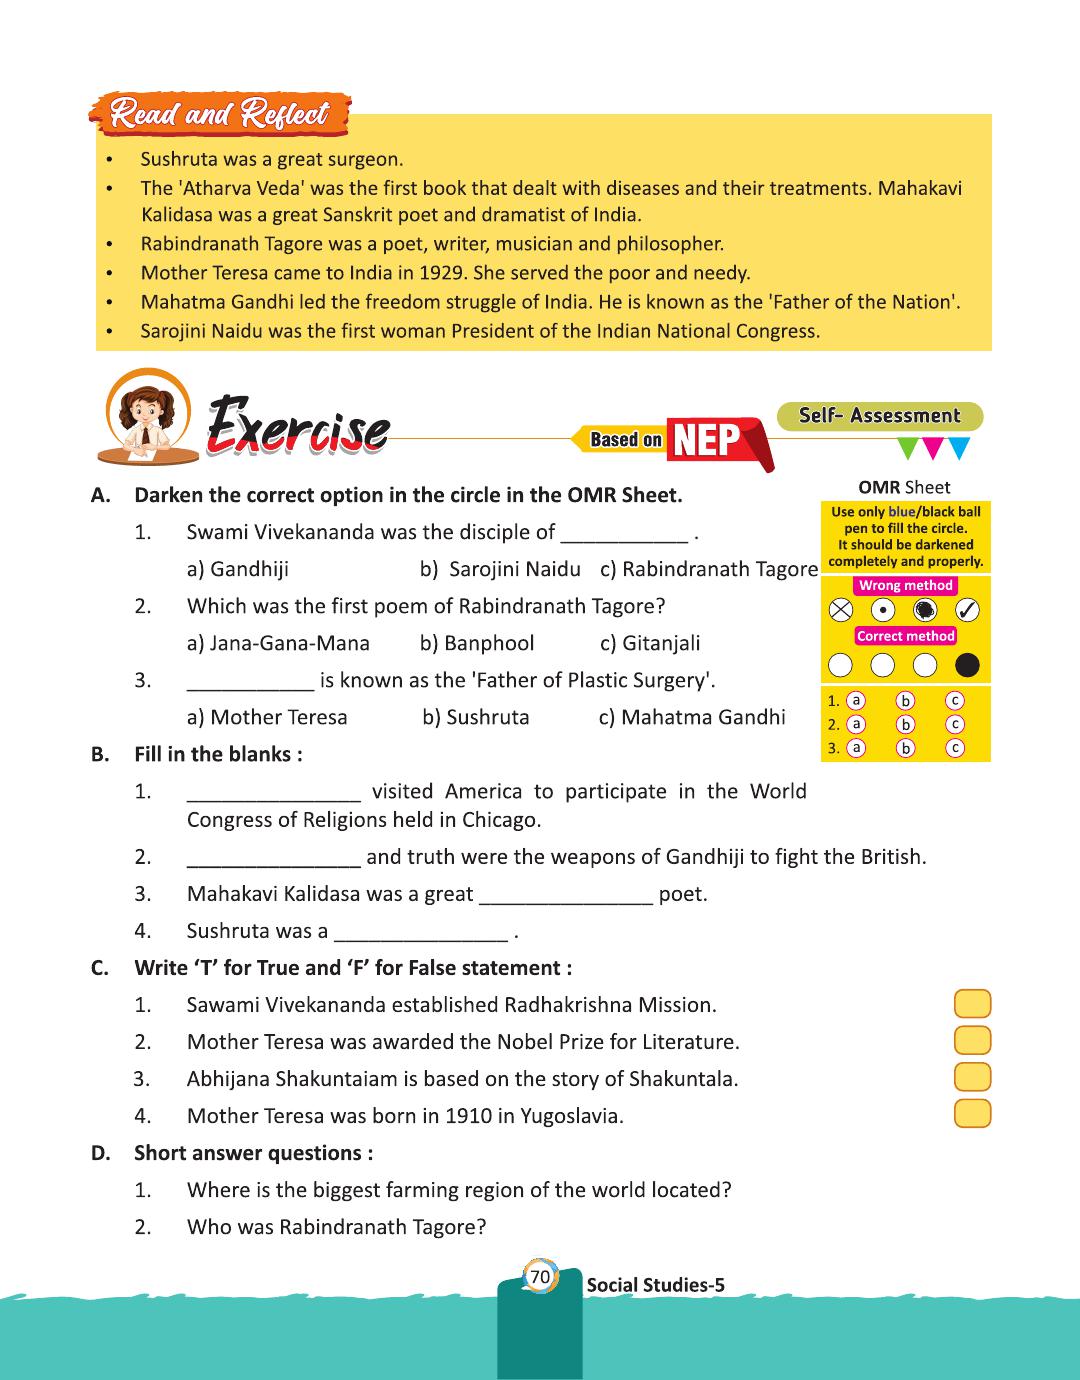 Read and Reflect
• Sushruta was a great surgeon.
• The 'Atharva Veda' was the first book that dealt with diseases and their treatments. Mahakavi
Kalidasa was a great Sanskrit poet and dramatist of India.
• Rabindranath Tagore was a poet, writer, musician and philosopher.
• Mother Teresa came to India in 1929. She served the poor and needy.
• Mahatma Gandhi led the freedom struggle of India. He is known as the 'Father of the Nation'.
• Sarojini Naidu was the first woman President of the Indian National Congress.
Exercise
Based on NEP
Self- Assessment
A. Darken the correct option in the circle in the OMR Sheet.
1. Swami Vivekananda was the disciple of ___________ .
a) Gandhiji b) Sarojini Naidu c) Rabindranath Tagore
2. Which was the first poem of Rabindranath Tagore?
a) Jana-Gana-Mana b) Banphool c) Gitanjali
3. ___________ is known as the 'Father of Plastic Surgery'.
a) Mother Teresa b) Sushruta c) Mahatma Gandhi
OMR Sheet
Use only blue/black ball
pen to fill the circle.
It should be darkened
completely and properly.
Wrong method
Correct method
1. a b c
2. a b c
3. a b c
B. Fill in the blanks :
1. _______________ visited America to participate in the World
Congress of Religions held in Chicago.
2. _______________ and truth were the weapons of Gandhiji to fight the British.
3. Mahakavi Kalidasa was a great _______________ poet.
4. Sushruta was a _______________ .
C. Write ‘T’ for True and ‘F’ for False statement :
1. Sawami Vivekananda established Radhakrishna Mission.
2. Mother Teresa was awarded the Nobel Prize for Literature.
3. Abhijana Shakuntaiam is based on the story of Shakuntala.
4. Mother Teresa was born in 1910 in Yugoslavia.
D. Short answer questions :
1. Where is the biggest farming region of the world located?
2. Who was Rabindranath Tagore?
70
Social Studies-5